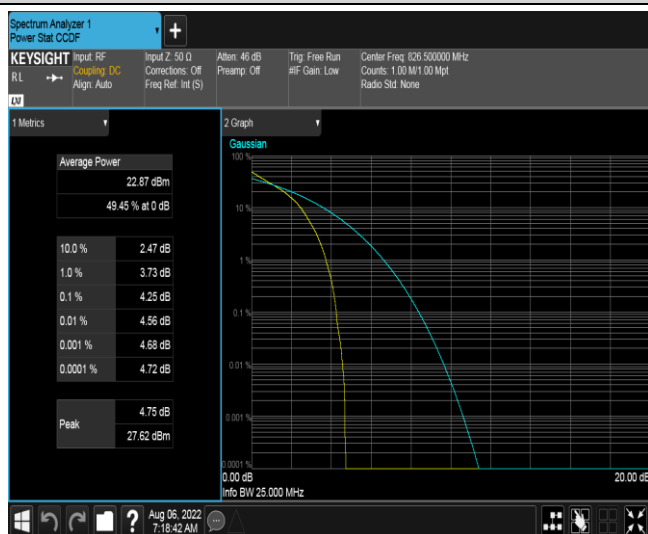 Spectrum Analyzer 1
Power Stat CCDF
+
KEYSIGHT
R L
LXI
Input: RF
Coupling: DC
Align: Auto
Input Z: 50 Ω
Corrections: Off
Freq Ref: Int (S)
Atten: 46 dB
Preamp: Off
Trig: Free Run
#IF Gain: Low
Center Freq: 826.500000 MHz
Counts: 1.00 M/1.00 Mpt
Radio Std: None
1 Metrics
Average Power
22.87 dBm
49.45 % at 0 dB
10.0 % 2.47 dB
1.0 % 3.73 dB
0.1 % 4.25 dB
0.01 % 4.56 dB
0.001 % 4.68 dB
0.0001 % 4.72 dB
Peak
4.75 dB
27.62 dBm
2 Graph
Gaussian
100 %
10 %
1 %
0.1 %
0.01 %
0.001 %
0.0001 %
0.00 dB 20.00 dB
Info BW 25.000 MHz
?
Aug 06, 2022
7:18:42 AM